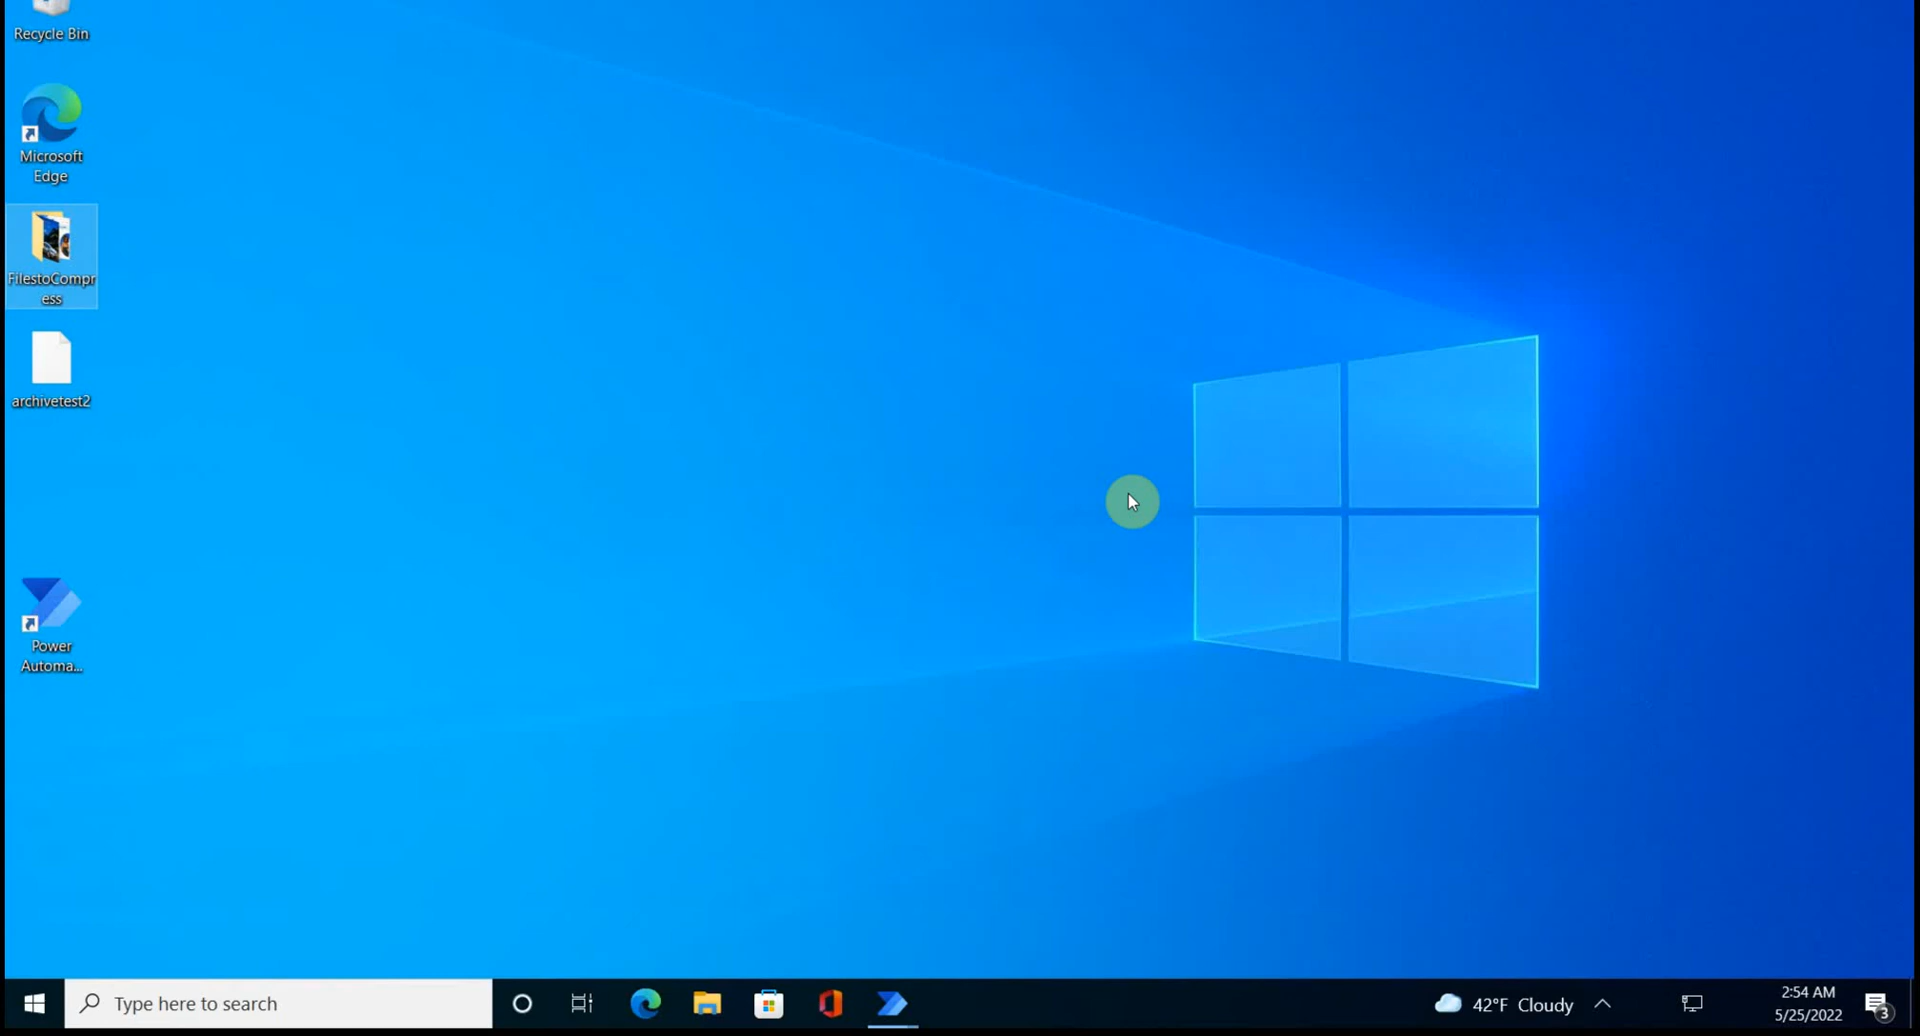 Recycle Bin
Microsoft
Edge
FilestoCompr
ess
archivetest2
Power
Automa...
Type here to search
42°F Cloudy
2:54 AM
5/25/2022
3